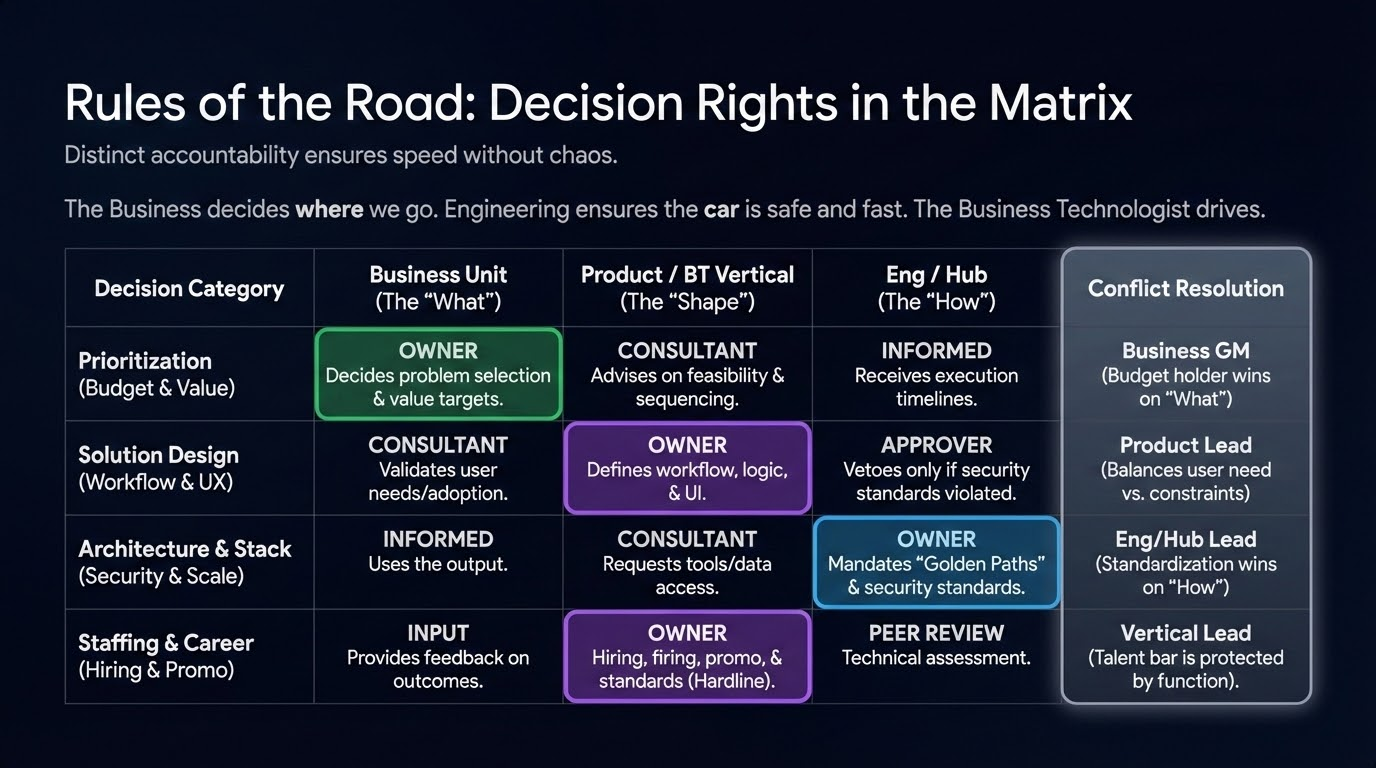 Rules of the Road: Decision Rights in the Matrix
Distinct accountability ensures speed without chaos.
The Business decides where we go. Engineering ensures the car is safe and fast. The Business Technologist drives.
Decision Category
Business Unit
(The “What”)
Product / BT Vertical
(The “Shape”)
Eng / Hub
(The “How”)
Conflict Resolution
Prioritization
(Budget & Value)
OWNER
Decides problem selection
& value targets.
CONSULTANT
Advises on feasibility &
sequencing.
INFORMED
Receives execution
timelines.
Business GM
(Budget holder wins
on “What”)
Solution Design
(Workflow & UX)
CONSULTANT
Validates user
needs/adoption.
OWNER
Defines workflow, logic,
& UI.
APPROVER
Vetoes only if security
standards violated.
Product Lead
(Balances user need
vs. constraints)
Architecture & Stack
(Security & Scale)
INFORMED
Uses the output.
CONSULTANT
Requests tools/data
access.
OWNER
Mandates “Golden Paths”
& security standards.
Eng/Hub Lead
(Standardization wins
on “How”)
Staffing & Career
(Hiring & Promo)
INPUT
Provides feedback on
outcomes.
OWNER
Hiring, firing, promo, &
standards (Hardline).
PEER REVIEW
Technical assessment.
Vertical Lead
(Talent bar is protected
by function).